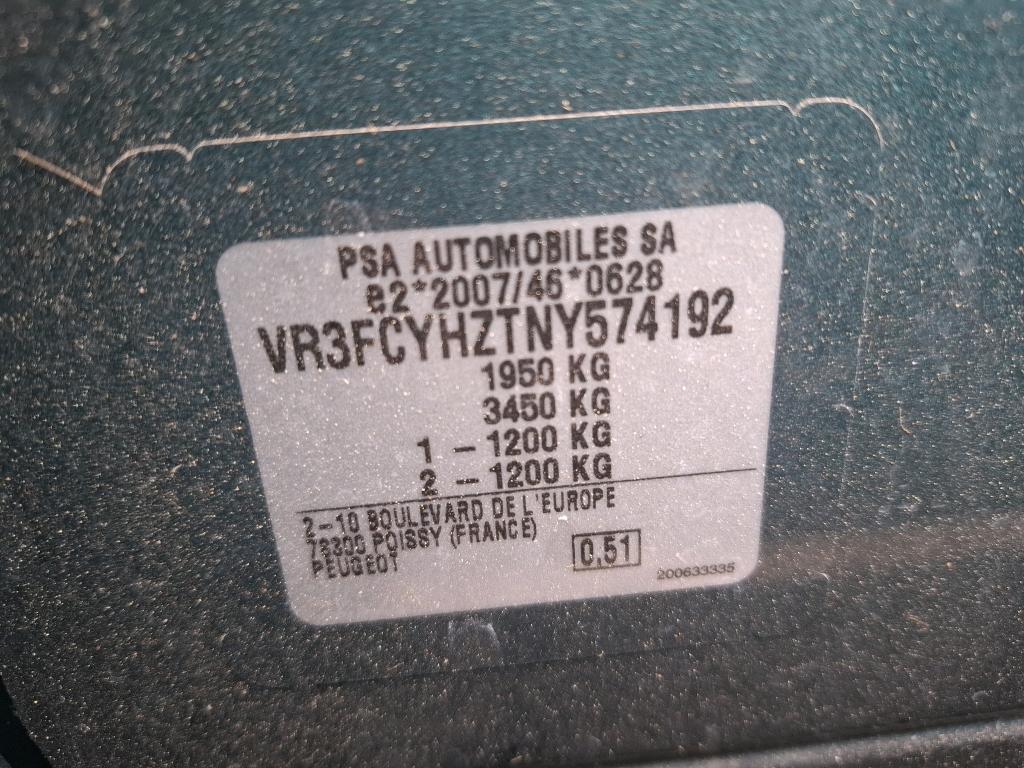 PSA AUTOMOBILES SA
e2*2007/46*0628
VR3FCYHZTNY574192
1950 KG
3450 KG
1 - 1200 KG
2 - 1200 KG
2-10 BOULEVARD DE L'EUROPE
78300 POISSY (FRANCE)
PEUGEOT
0.51
200633335